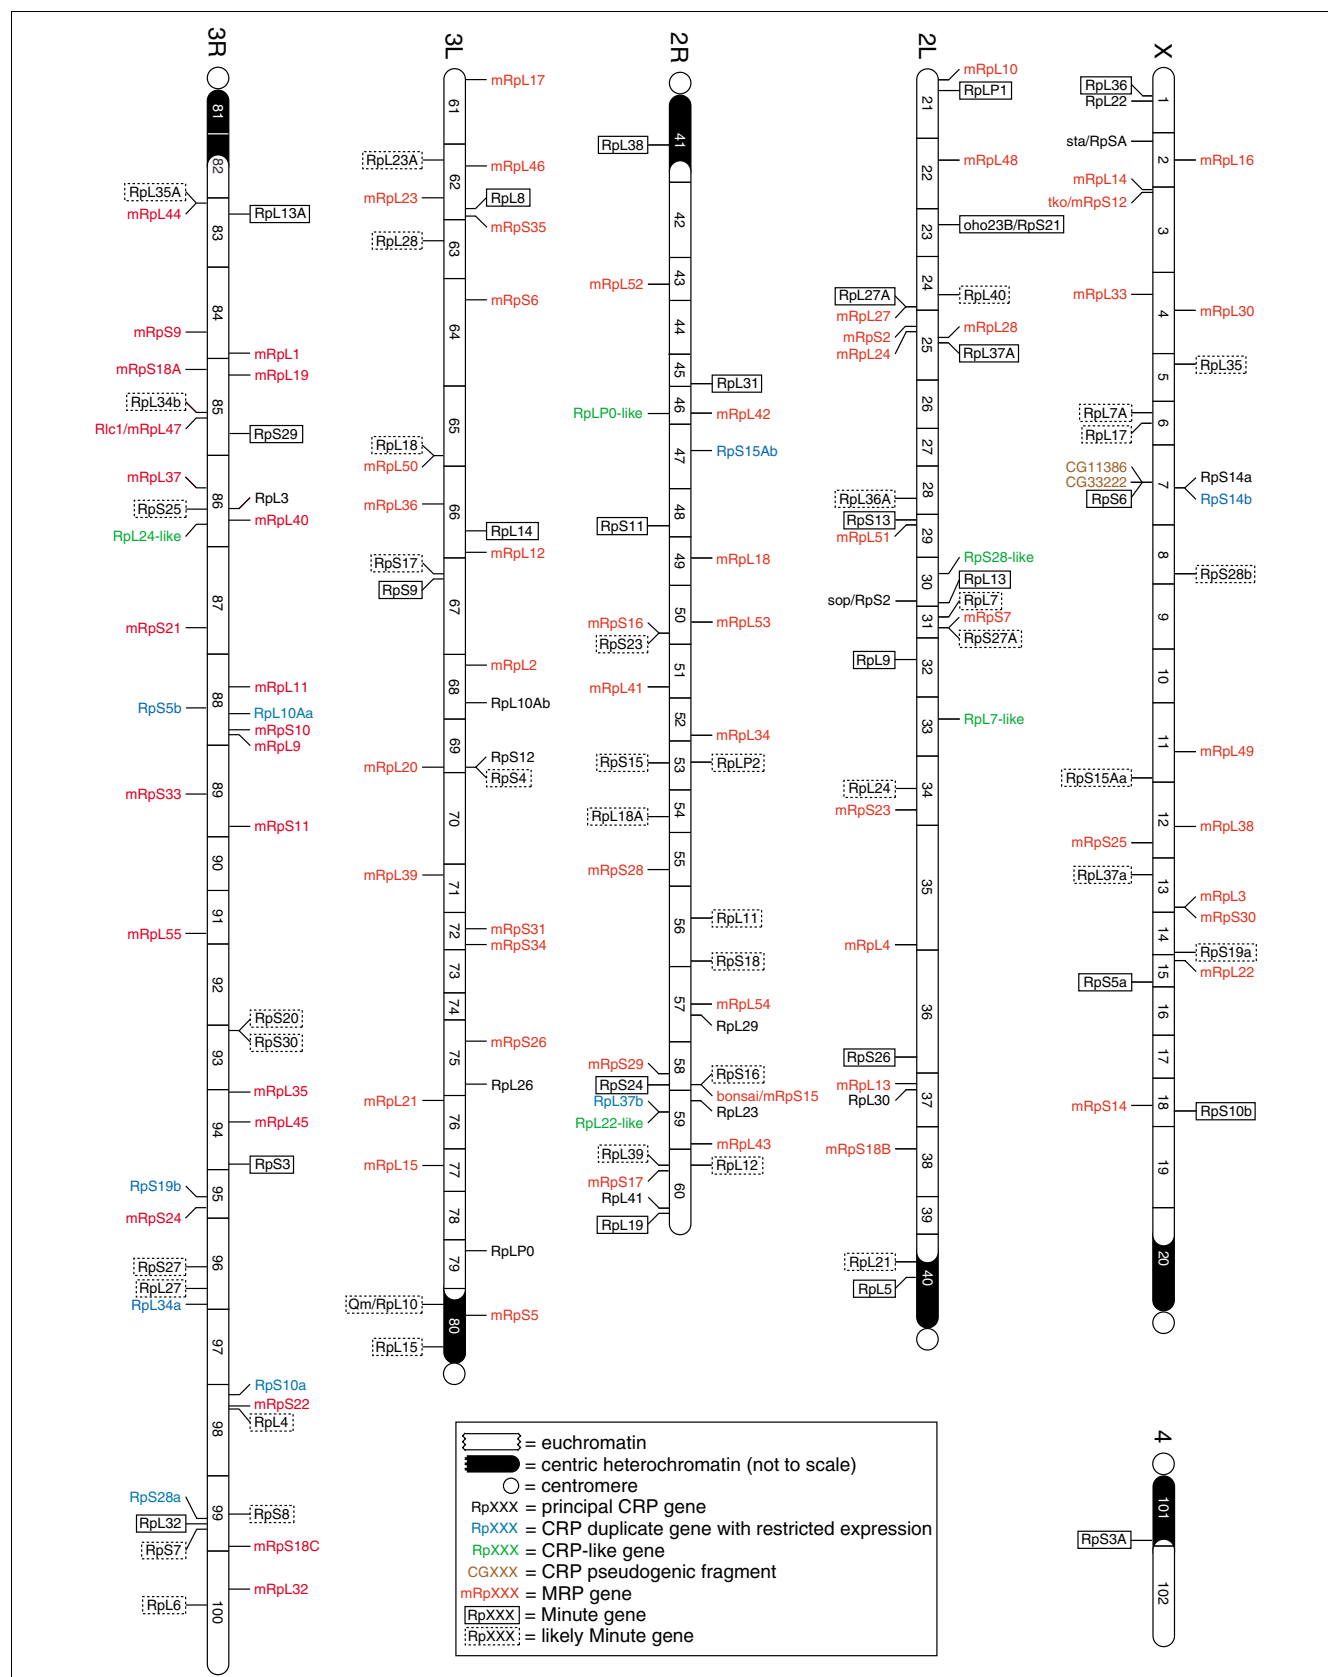 3R
81
82
83
84
85
86
87
88
89
90
91
92
93
94
95
96
97
98
99
100
RpL35A
mRpL44
RpL13A
mRpS9
mRpL1
mRpS18A
mRpL19
RpL34b
Rlc1/mRpL47
RpS29
mRpL37
RpL3
RpS25
mRpL40
RpL24-like
mRpS21
mRpL11
RpS5b
RpL10Aa
mRpS10
mRpL9
mRpS33
mRpS11
mRpL55
RpS20
RpS30
mRpL35
mRpL45
RpS3
RpS19b
mRpS24
RpS27
RpL27
RpL34a
RpS10a
mRpS22
RpL4
RpS28a
RpS8
RpL32
RpS7
mRpS18C
mRpL32
RpL6
3L
61
62
63
64
65
66
67
68
69
70
71
72
73
74
75
76
77
78
79
80
mRpL17
RpL23A
mRpL46
mRpL23
RpL8
mRpS35
RpL28
mRpS6
RpL18
mRpL50
mRpL36
RpL14
mRpL12
RpS17
RpS9
mRpL2
RpL10Ab
RpS12
mRpL20
RpS4
mRpL39
mRpS31
mRpS34
mRpS26
RpL26
mRpL21
mRpL15
RpLP0
Qm/RpL10
mRpS5
RpL15
2R
41
42
43
44
45
46
47
48
49
50
51
52
53
54
55
56
57
58
59
60
RpL38
mRpL52
RpL31
RpLP0-like
mRpL42
RpS15Ab
RpS11
mRpL18
mRpS16
mRpL53
RpS23
mRpL41
mRpL34
RpS15
RpLP2
RpL18A
mRpS28
RpL11
RpS18
mRpL54
RpL29
mRpS29
RpS16
RpS24
bonsai/mRpS15
RpL37b
RpL23
RpL22-like
mRpL43
RpL39
RpL12
mRpS17
RpL41
RpL19
2L
21
22
23
24
25
26
27
28
29
30
31
32
33
34
35
36
37
38
39
40
mRpL10
RpLP1
mRpL48
oho23B/RpS21
RpL27A
RpL40
mRpL27
mRpS2
mRpL28
mRpL24
RpL37A
RpL36A
RpS13
mRpL51
RpS28-like
RpL13
sop/RpS2
RpL7
mRpS7
RpS27A
RpL9
RpL7-like
RpL24
mRpS23
mRpL4
RpS26
mRpL13
RpL30
mRpS18B
RpL21
RpL5
X
1
2
3
4
5
6
7
8
9
10
11
12
13
14
15
16
17
18
19
20
RpL36
RpL22
sta/RpSA
mRpL16
mRpL14
tko/mRpS12
mRpL33
mRpL30
RpL35
RpL7A
RpL17
CG11386
CG33222
RpS6
RpS14a
RpS14b
RpS28b
mRpL49
RpS15Aa
mRpL38
mRpS25
RpL37a
mRpL3
mRpS30
RpS19a
mRpL22
RpS5a
mRpS14
RpS10b
4
101
102
RpS3A
= euchromatin
= centric heterochromatin (not to scale)
= centromere
RpXXX = principal CRP gene
RpXXX = CRP duplicate gene with restricted expression
RpXXX = CRP-like gene
CGXXX = CRP pseudogenic fragment
mRpXXX = MRP gene
RpXXX = Minute gene
RpXXX = likely Minute gene